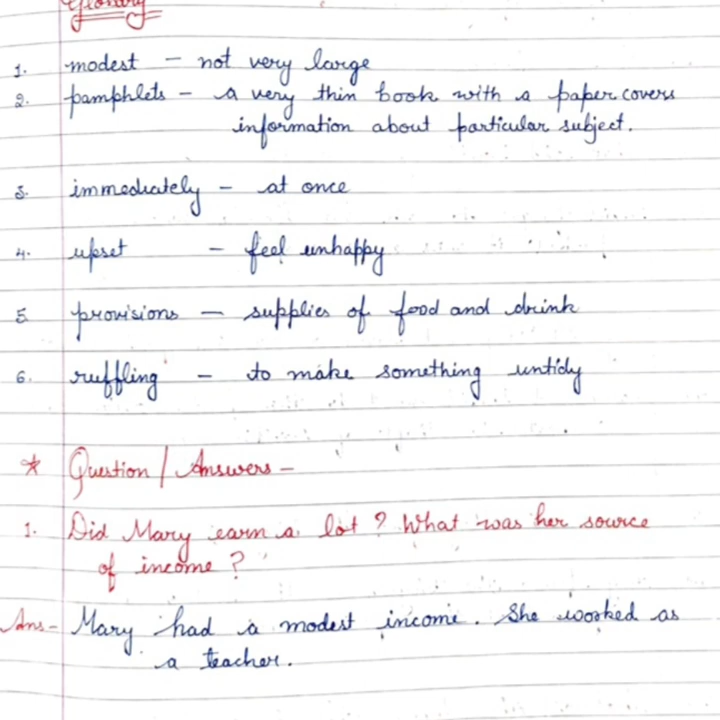 Glossary
1. modest – not very large
2. pamphlets – a very thin book with a paper covers
information about particular subject.
3. immediately – at once
4. upset – feel unhappy
5. provisions – supplies of food and drink
6. ruffling – to make something untidy
* Question / Answers –
1. Did Mary earn a lot ? What was her source
of income ?
Ans – Mary had a modest income. She worked as
a teacher.